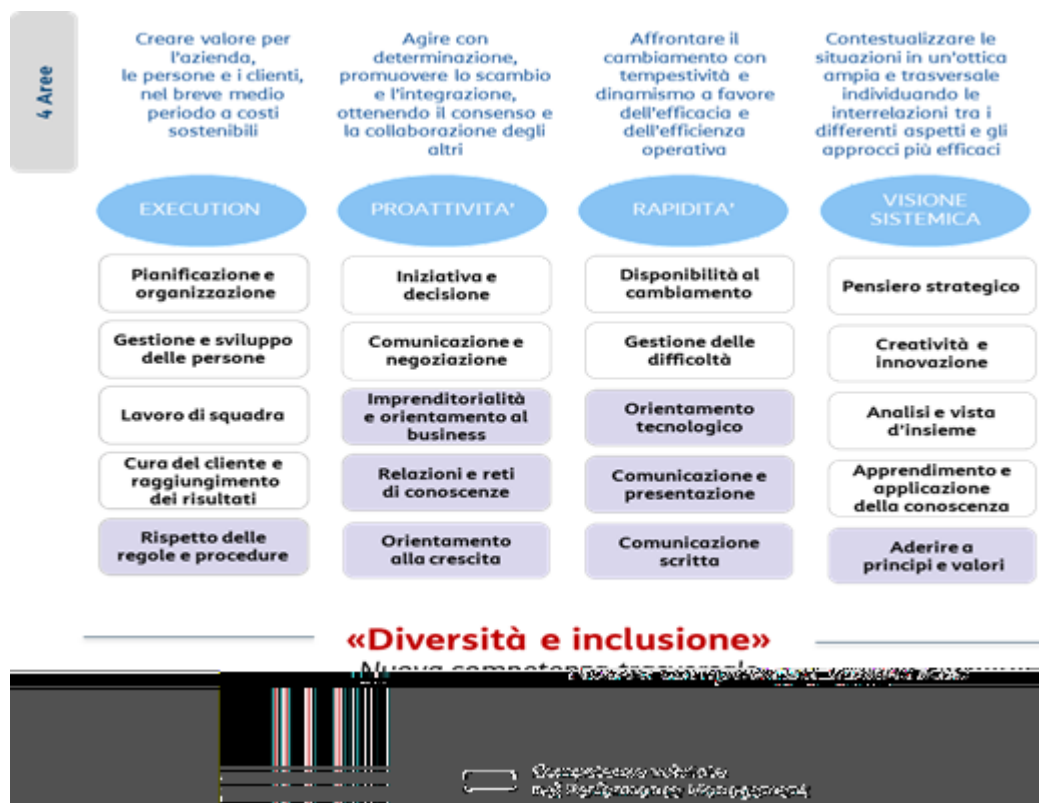 4 Aree
Creare valore per
l'azienda,
le persone e i clienti,
nel breve medio
periodo a costi
sostenibili
Agire con
determinazione,
promuovere lo scambio
e l'integrazione,
ottenendo il consenso e
la collaborazione degli
altri
Affrontare il
cambiamento con
tempestività e
dinamismo a favore
dell'efficacia e
dell'efficienza
operativa
Contestualizzare le
situazioni in un'ottica
ampia e trasversale
individuando le
interrelazioni tra i
differenti aspetti e gli
approcci più efficaci
EXECUTION
PROATTIVITA'
RAPIDITA'
VISIONE
SISTEMICA
Pianificazione e
organizzazione
Iniziativa e
decisione
Disponibilità al
cambiamento
Pensiero strategico
Gestione e sviluppo
delle persone
Comunicazione e
negoziazione
Gestione delle
difficoltà
Creatività e
innovazione
Lavoro di squadra
Imprenditorialità
e orientamento al
business
Orientamento
tecnologico
Analisi e vista
d'insieme
Cura del cliente e
raggiungimento
dei risultati
Relazioni e reti
di conoscenze
Comunicazione e
presentazione
Apprendimento e
applicazione
della conoscenza
Rispetto delle
regole e procedure
Orientamento
alla crescita
Comunicazione
scritta
Aderire a
principi e valori
«Diversità e inclusione»
Nuova competenza trasversale